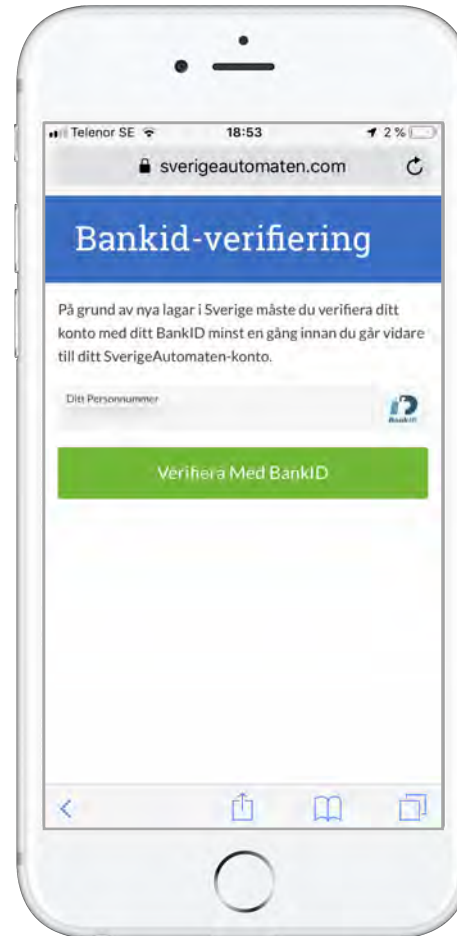 Telenor SE 18:53 2 %
sverigeautomaten.com
Bankid-verifiering
På grund av nya lagar i Sverige måste du verifiera ditt
konto med ditt BankID minst en gång innan du går vidare
till ditt SverigeAutomaten-konto.
Ditt Personnummer
BankID
Verifiera Med BankID